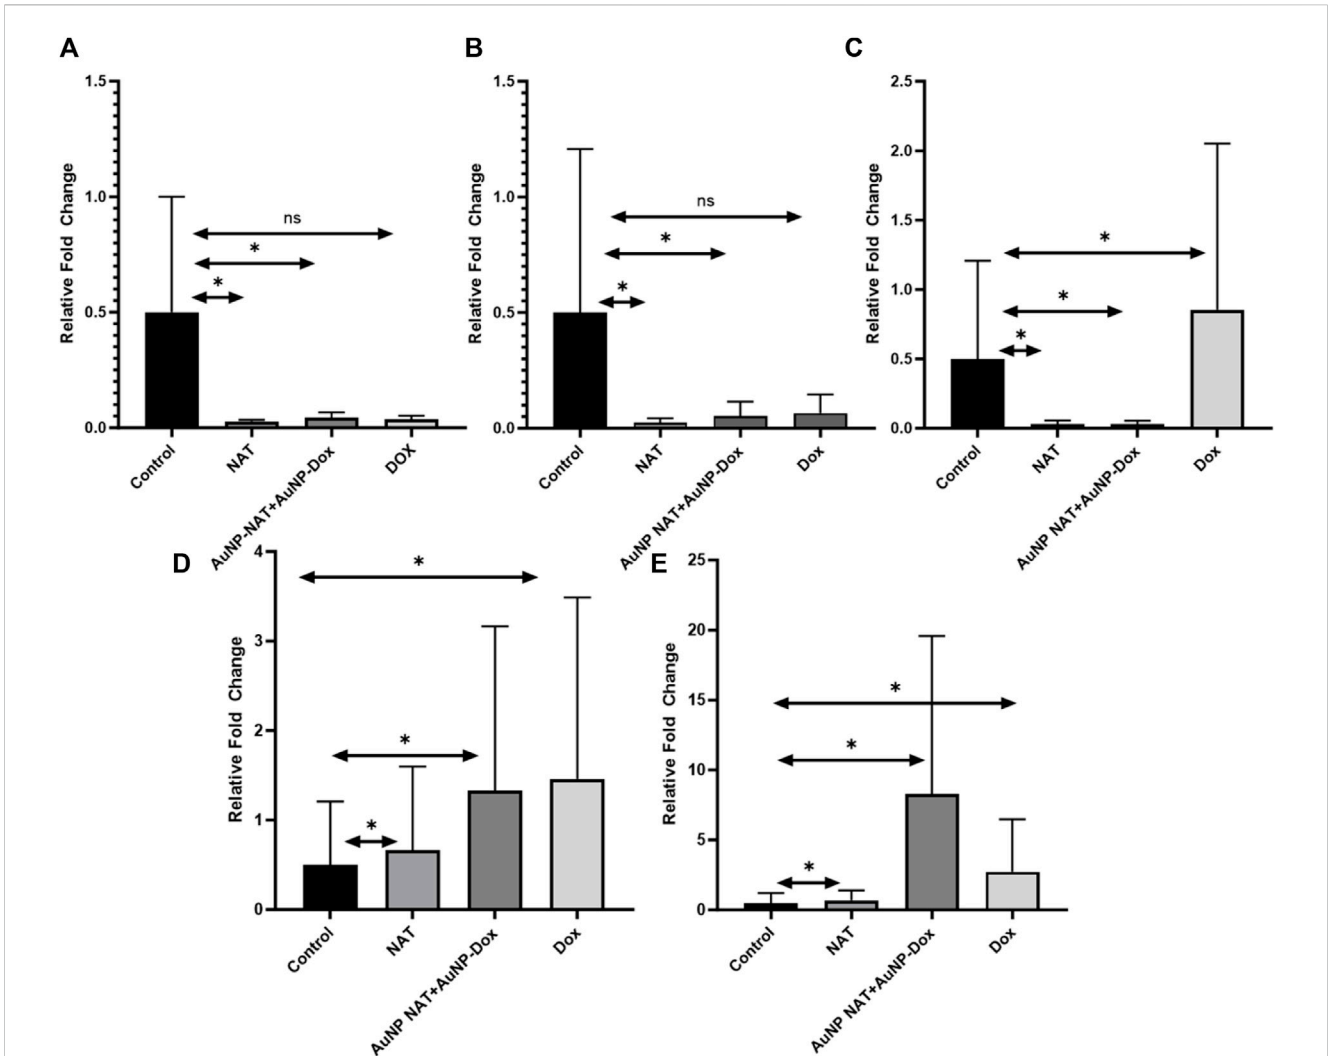 A
Relative Fold Change
1.5
1.0
0.5
0.0
ns
*
*
Control
NAT
AuNP-NAT+AuNP-Dox
DOX
B
Relative Fold Change
1.5
1.0
0.5
0.0
ns
*
*
Control
NAT
AuNP NAT+AuNP-Dox
Dox
C
Relative Fold Change
2.5
2.0
1.5
1.0
0.5
0.0
*
*
*
Control
NAT
AuNP NAT+AuNP-Dox
Dox
D
Relative Fold Change
4
3
2
1
0
*
*
*
Control
NAT
AuNP NAT+AuNP-Dox
Dox
E
Relative Fold Change
25
20
15
10
5
0
*
*
*
Control
NAT
AuNP NAT+AuNP-Dox
Dox